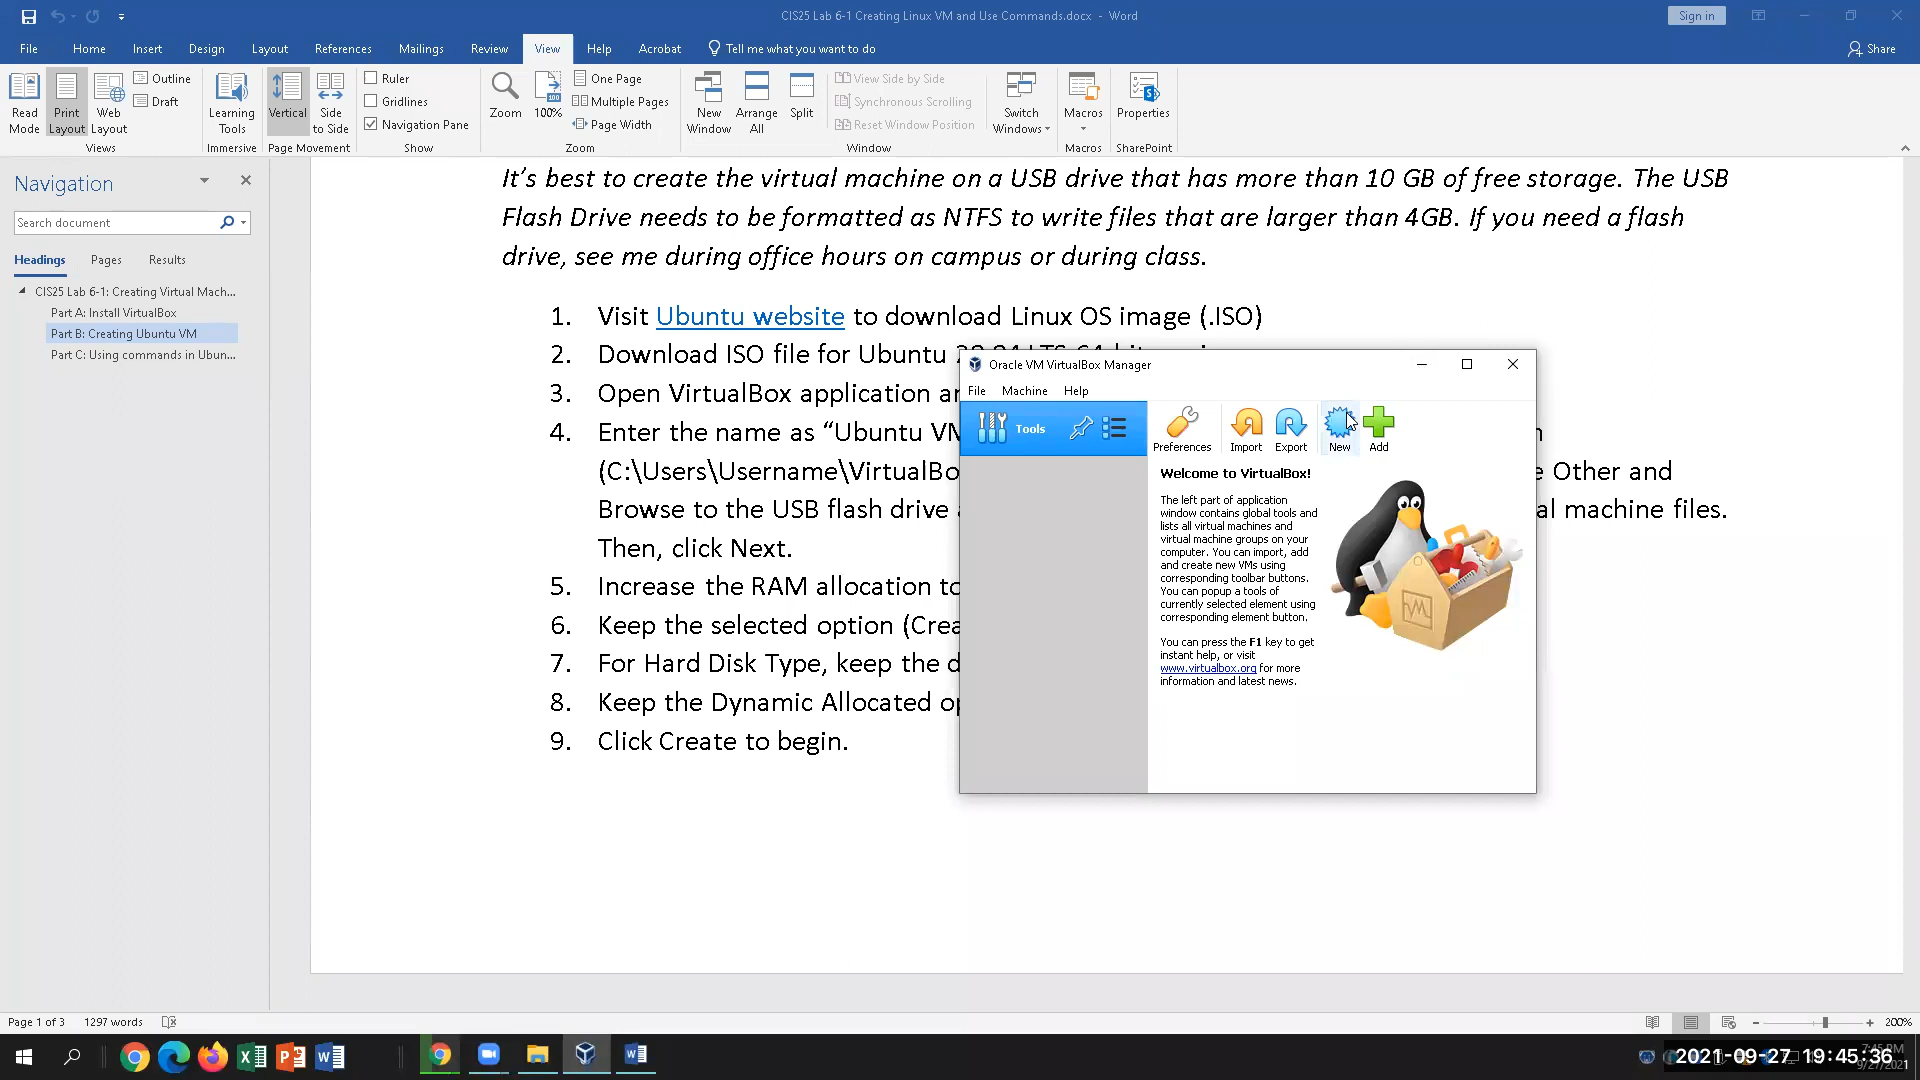 CIS25 Lab 6-1 Creating Linux VM and Use Commands.docx - Word
Sign in
File Home Insert Design Layout References Mailings Review View Help Acrobat Tell me what you want to do
Share
Read Mode
Print Layout
Web Layout
Outline
Draft
Views
Learning Tools
Immersive
Vertical
Side to Side
Page Movement
Ruler
Gridlines
Navigation Pane
Show
Zoom
100%
One Page
Multiple Pages
Page Width
Zoom
New Window
Arrange All
Split
View Side by Side
Synchronous Scrolling
Reset Window Position
Window
Switch Windows
Macros
Macros
Properties
SharePoint
Navigation
Search document
Headings Pages Results
CIS25 Lab 6-1: Creating Virtual Mach...
Part A: Install VirtualBox
Part B: Creating Ubuntu VM
Part C: Using commands in Ubun...
It's best to create the virtual machine on a USB drive that has more than 10 GB of free storage. The USB
Flash Drive needs to be formatted as NTFS to write files that are larger than 4GB. If you need a flash
drive, see me during office hours on campus or during class.
1. Visit Ubuntu website to download Linux OS image (.ISO)
2. Download ISO file for Ubuntu
3. Open VirtualBox application
4. Enter the name as “Ubuntu VM
(C:\Users\Username\VirtualBo
Other and
Browse to the USB flash drive
al machine files.
Then, click Next.
5. Increase the RAM allocation to
6. Keep the selected option (Crea
7. For Hard Disk Type, keep the d
8. Keep the Dynamic Allocated op
9. Click Create to begin.
Oracle VM VirtualBox Manager
File Machine Help
Tools
Preferences Import Export New Add
Welcome to VirtualBox!
The left part of application
window contains global tools and
lists all virtual machines and
virtual machine groups on your
computer. You can import, add
and create new VMs using
corresponding toolbar buttons.
You can popup a tools of
currently selected element using
corresponding element button.
You can press the F1 key to get
instant help, or visit
www.virtualbox.org for more
information and latest news.
Page 1 of 3 1297 words
200%
2021-09-27 19:45:36